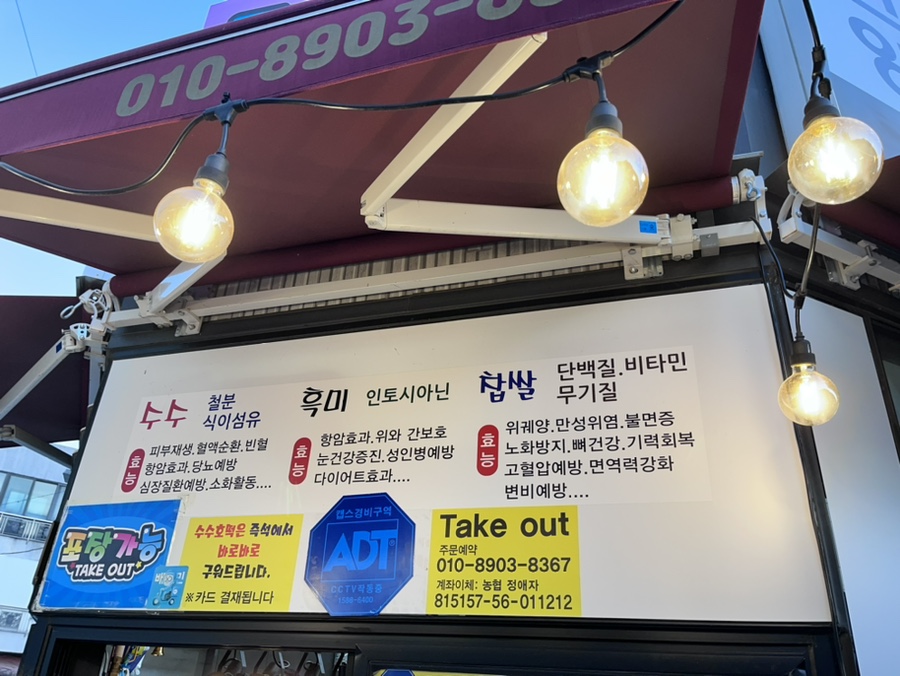 수수
철분
식이섬유
효능
피부재생.혈액순환.빈혈
항암효과.당뇨예방
심장질환예방.소화활동....
흑미
인토시아닌
효능
항암효과.위와 간보호
눈건강증진.성인병예방
다이어트효과....
찹쌀
단백질.비타민
무기질
효능
위궤양.만성위염.불면증
노화방지.뼈건강.기력회복
고혈압예방.면역력강화
변비예방....
포장가능
TAKE OUT
수수호떡은 즉석에서
바로바로
구워드립니다.
※카드 결재됩니다
캡스경비구역
ADT
CCTV작동중
1588-6400
Take out
주문예약
010-8903-8367
계좌이체: 농협 정애자
815157-56-011212